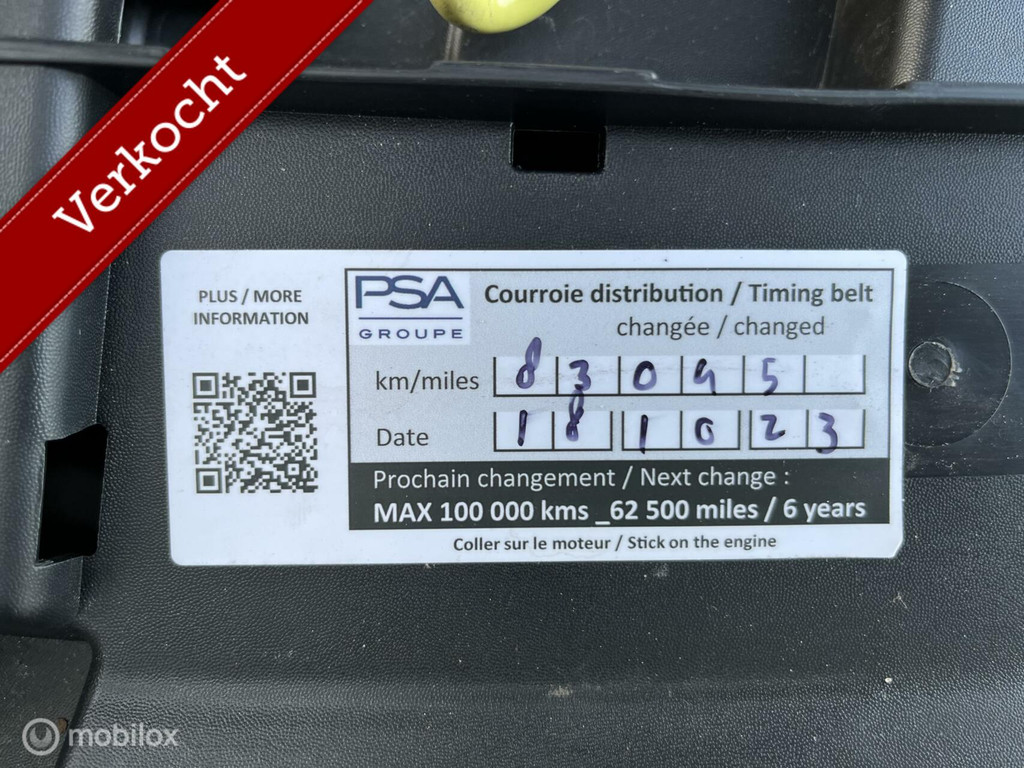 Verkocht
PLUS / MORE
INFORMATION
PSA
GROUPE
Courroie distribution / Timing belt
changée / changed
km/miles 83095
Date 18 10 23
Prochain changement / Next change :
MAX 100 000 kms _62 500 miles / 6 years
Coller sur le moteur / Stick on the engine
mobilox